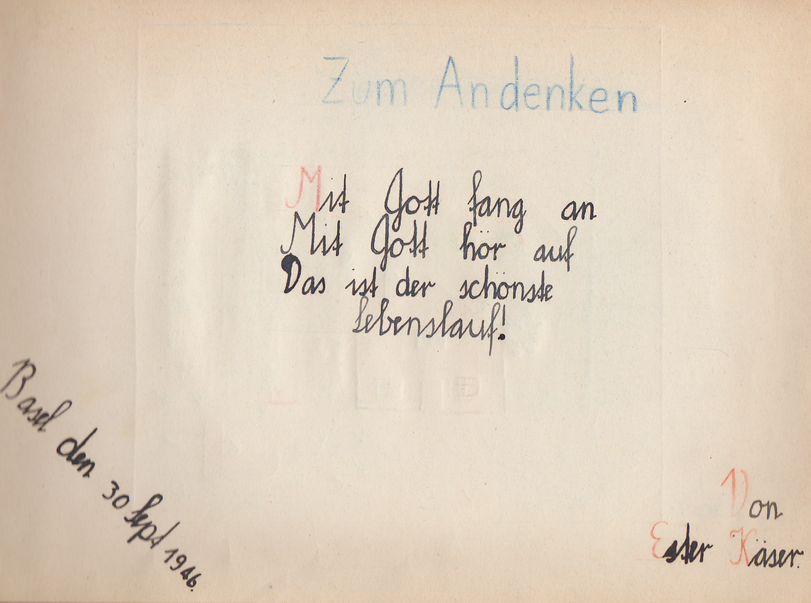 Zum Andenken
Mit Gott fang an
Mit Gott hör auf
Das ist der schönste
Lebenslauf!
Basel den 30 Sept 1946.
Von
Ester Käser.